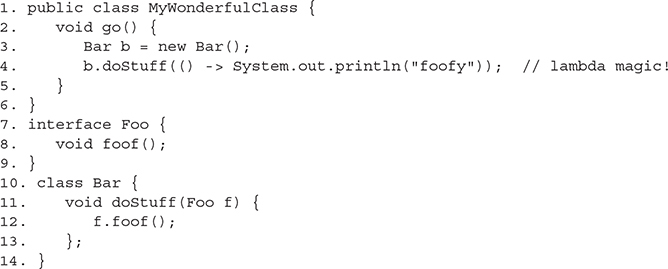 1. public class MyWonderfulClass {
2.    void go() {
3.       Bar b = new Bar();
4.       b.doStuff(() -> System.out.println("foofy"));  // lambda magic!
5.    }
6. }
7. interface Foo {
8.    void foof();
9. }
10. class Bar {
11.    void doStuff(Foo f) {
12.       f.foof();
13.    };
14. }